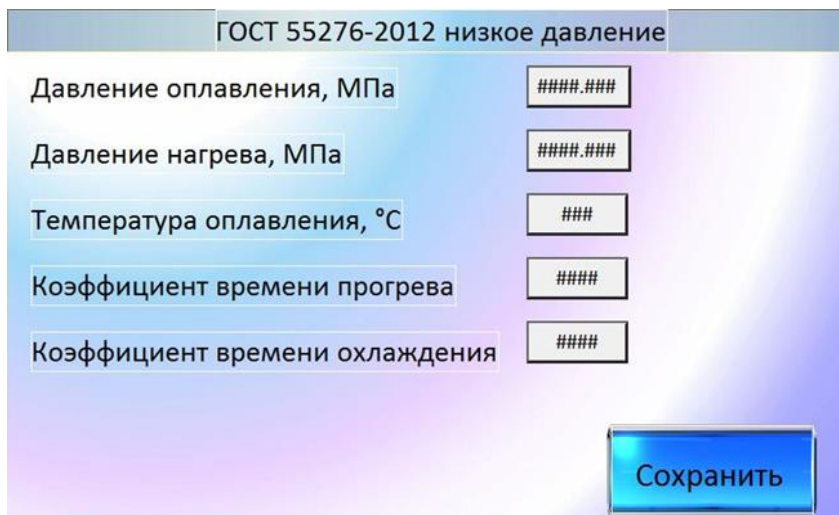 ГОСТ 55276-2012 низкое давление
Давление оплавления, МПа ####.###
Давление нагрева, МПа ####.###
Температура оплавления, °C ###
Коэффициент времени прогрева ####
Коэффициент времени охлаждения ####
Сохранить